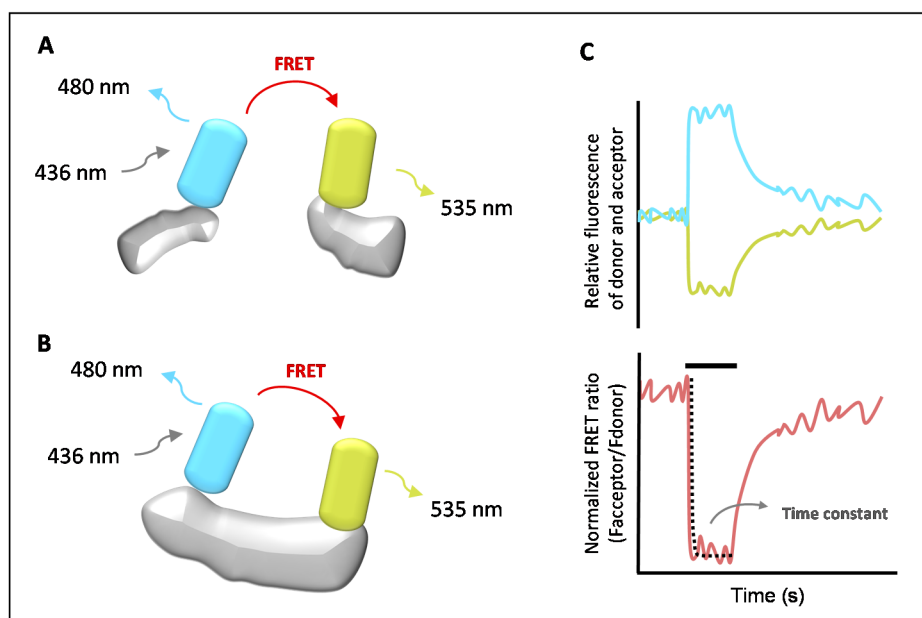 A
FRET
480 nm
436 nm
535 nm
B
480 nm
FRET
436 nm
535 nm
C
Relative fluorescence
of donor and acceptor
Normalized FRET ratio
(Faccceptor/Fdonor)
Time constant
Time (s)